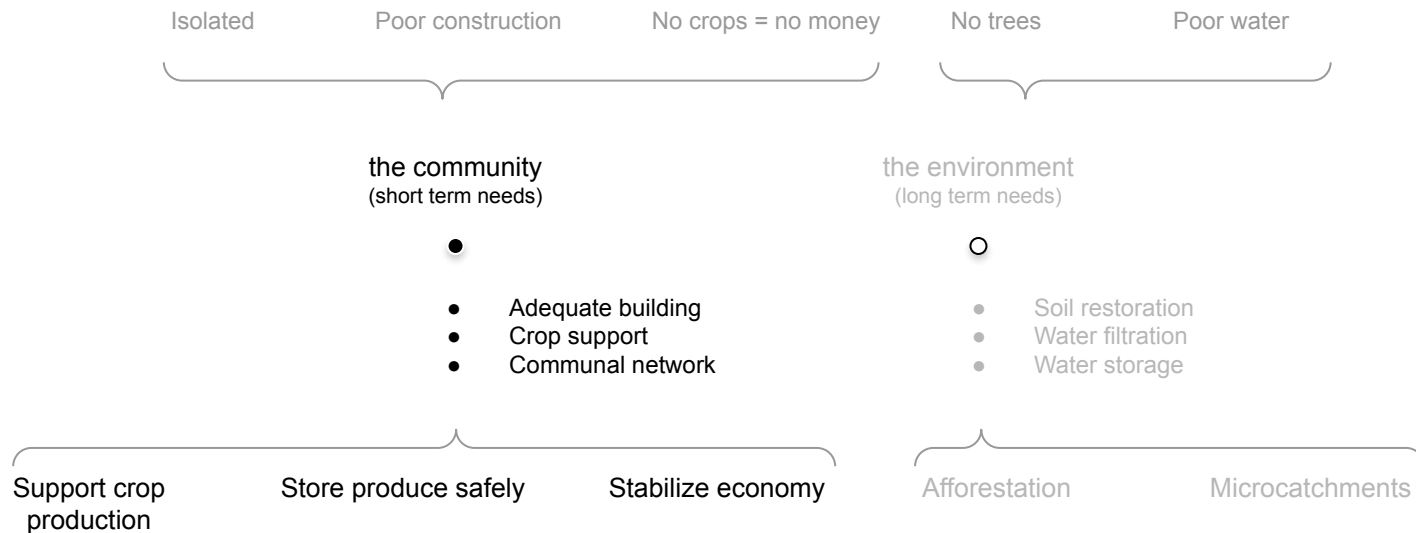 Isolated
Poor construction
No crops = no money
No trees
Poor water
the community
(short term needs)
the environment
(long term needs)
● Adequate building
● Crop support
● Communal network
● Soil restoration
● Water filtration
● Water storage
Support crop
production
Store produce safely
Stabilize economy
Afforestation
Microcatchments